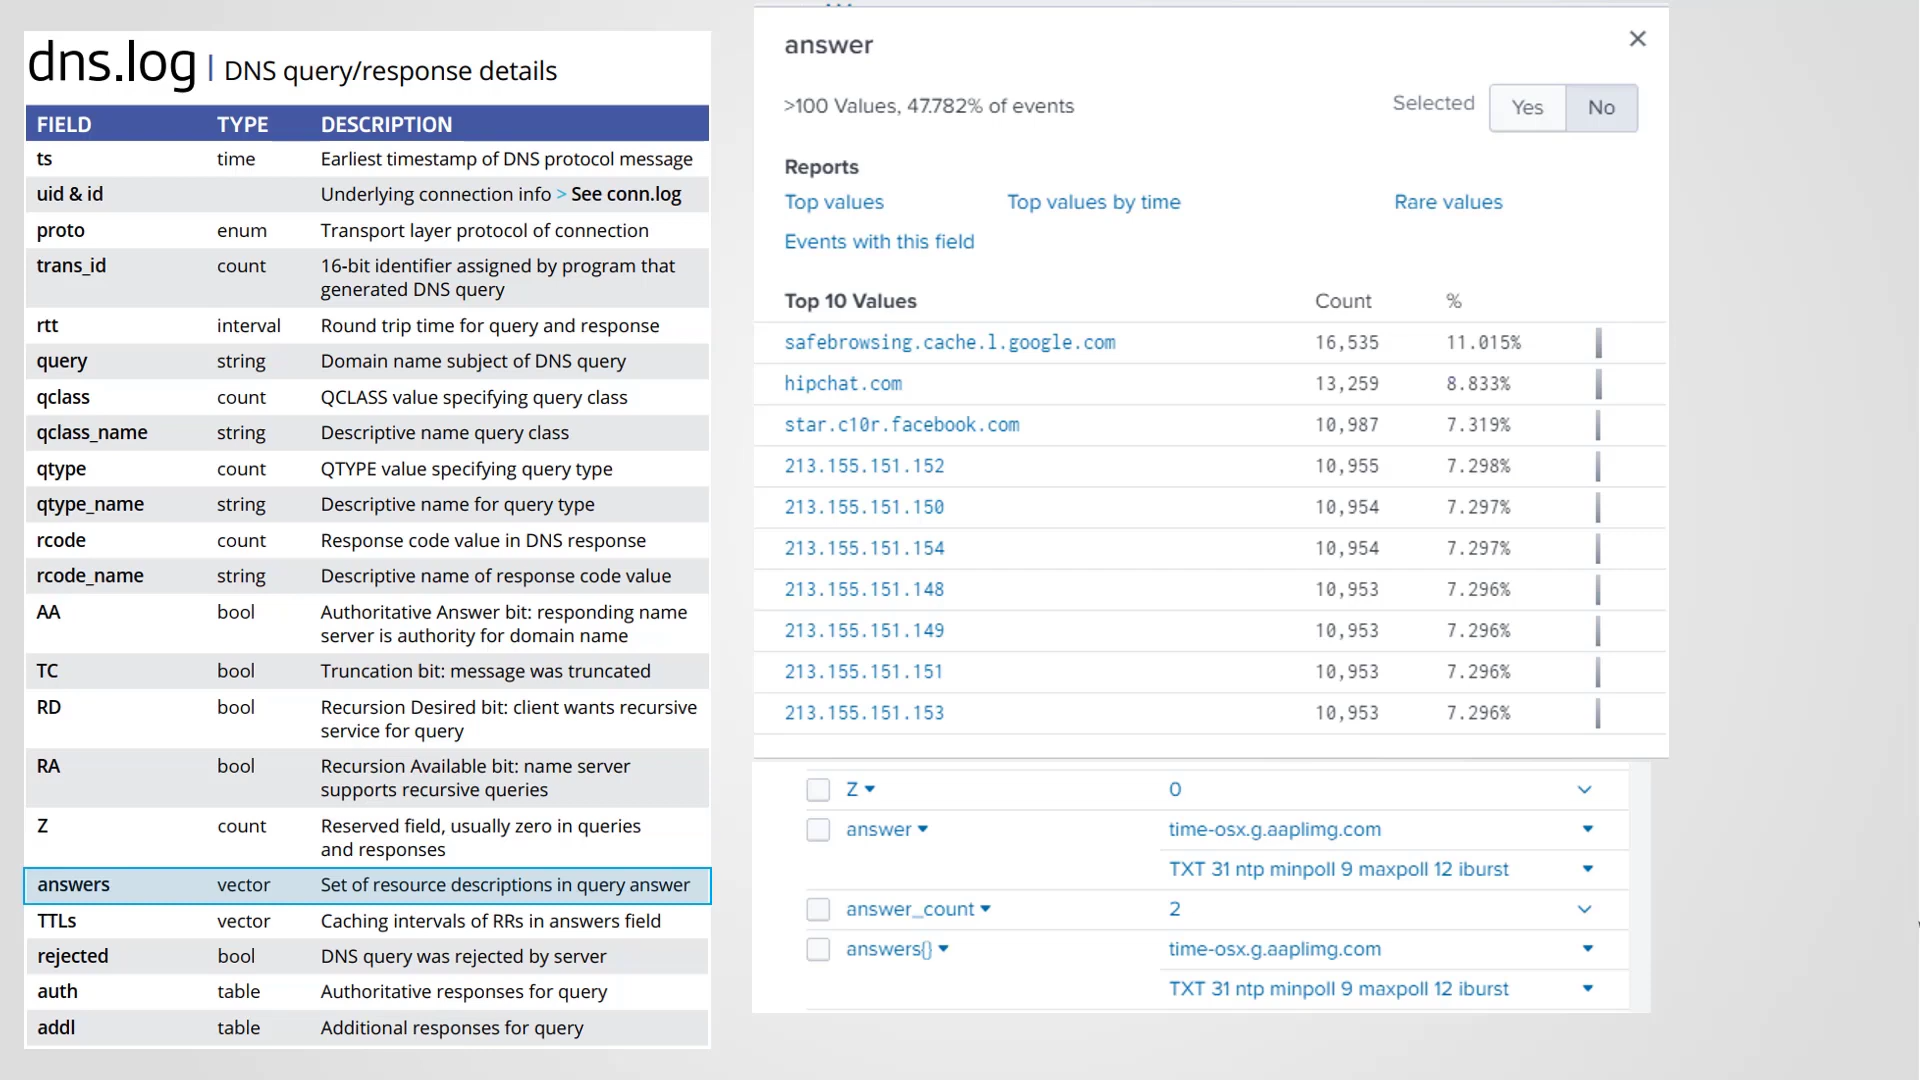 dns.log | DNS query/response details
FIELD TYPE DESCRIPTION
ts time Earliest timestamp of DNS protocol message
uid & id Underlying connection info > See conn.log
proto enum Transport layer protocol of connection
trans_id count 16-bit identifier assigned by program that
generated DNS query
rtt interval Round trip time for query and response
query string Domain name subject of DNS query
qclass count QCLASS value specifying query class
qclass_name string Descriptive name query class
qtype count QTYPE value specifying query type
qtype_name string Descriptive name for query type
rcode count Response code value in DNS response
rcode_name string Descriptive name of response code value
AA bool Authoritative Answer bit: responding name
server is authority for domain name
TC bool Truncation bit: message was truncated
RD bool Recursion Desired bit: client wants recursive
service for query
RA bool Recursion Available bit: name server
supports recursive queries
Z count Reserved field, usually zero in queries
and responses
answers vector Set of resource descriptions in query answer
TTLs vector Caching intervals of RRs in answers field
rejected bool DNS query was rejected by server
auth table Authoritative responses for query
addl table Additional responses for query
answer
>100 Values, 47.782% of events Selected Yes No
Reports
Top values Top values by time Rare values
Events with this field
Top 10 Values Count %
safebrowsing.cache.l.google.com 16,535 11.015%
hipchat.com 13,259 8.833%
star.c10r.facebook.com 10,987 7.319%
213.155.151.152 10,955 7.298%
213.155.151.150 10,954 7.297%
213.155.151.154 10,954 7.297%
213.155.151.148 10,953 7.296%
213.155.151.149 10,953 7.296%
213.155.151.151 10,953 7.296%
213.155.151.153 10,953 7.296%
Z 0
answer time-osx.g.aaplimg.com
TXT 31 ntp minpoll 9 maxpoll 12 iburst
answer_count 2
answers{} time-osx.g.aaplimg.com
TXT 31 ntp minpoll 9 maxpoll 12 iburst